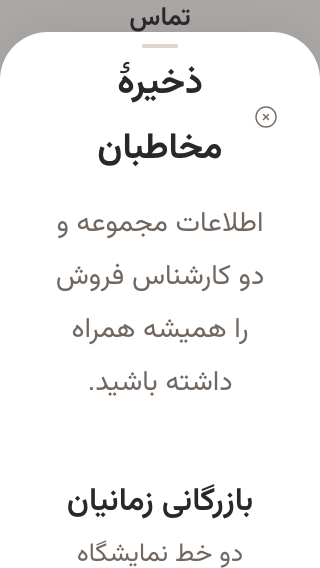 تماس
ذخیرهٔ
مخاطبان
اطلاعات مجموعه و
دو کارشناس فروش
را همیشه همراه
داشته باشید.
بازرگانی زمانیان
دو خط نمایشگاه